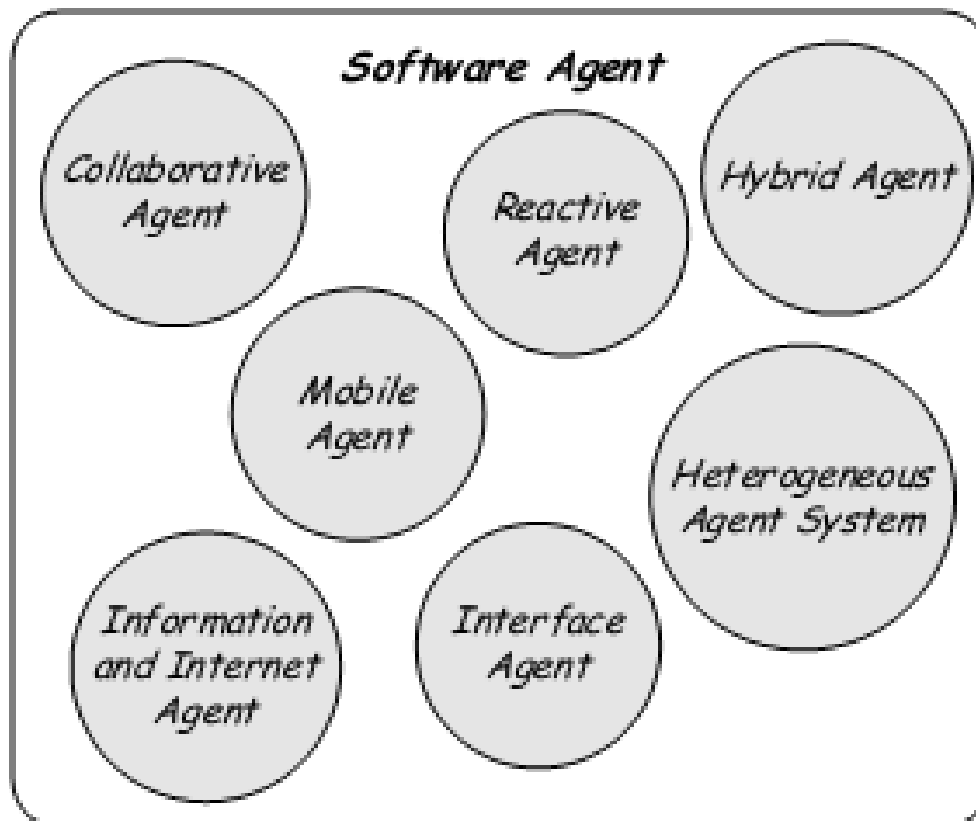 Software Agent
Collaborative
Agent
Reactive
Agent
Hybrid Agent
Mobile
Agent
Heterogeneous
Agent System
Information
and Internet
Agent
Interface
Agent